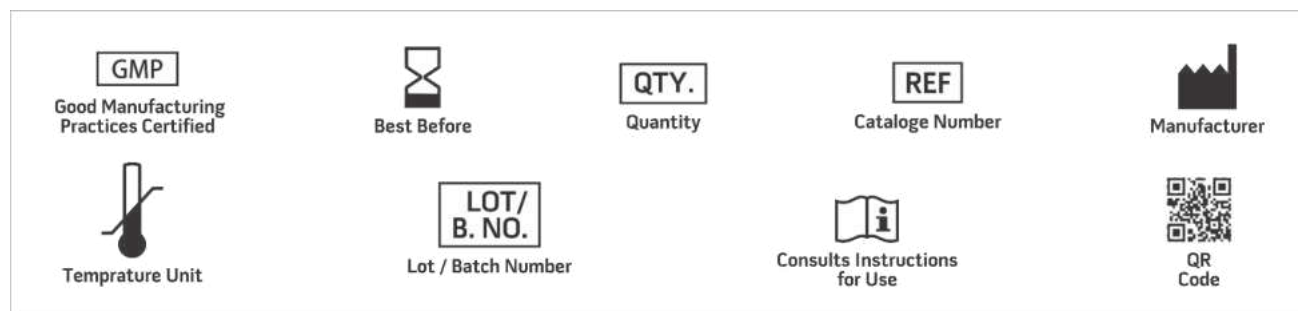 GMP
Good Manufacturing
Practices Certified
Best Before
QTY.
Quantity
REF
Cataloge Number
Manufacturer
Temprature Unit
LOT/
B. NO.
Lot / Batch Number
i
Consults Instructions
for Use
QR
Code